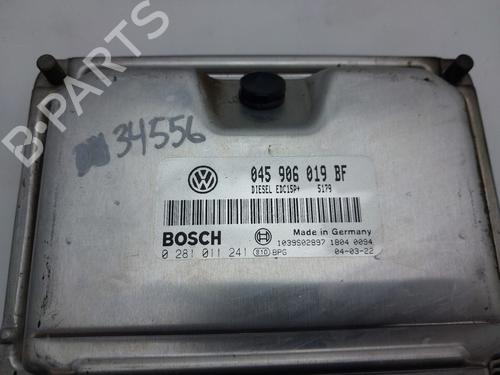 B-PARTS
34556
045 906 019 BF
DIESEL EDC15P+ 5179
BOSCH
Made in Germany
1039S02897 1804 0094
0 281 011 241 BPG 04-03-22